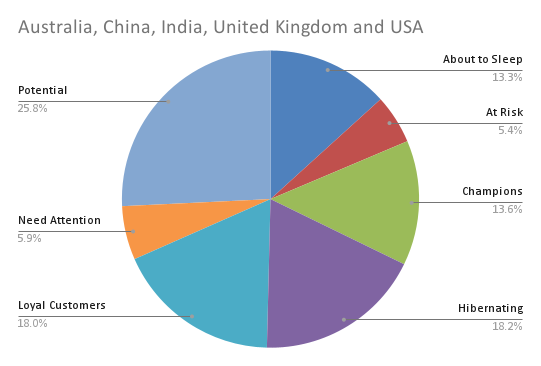 Australia, China, India, United Kingdom and USA
About to Sleep
13.3%
Potential
25.8%
At Risk
5.4%
Champions
13.6%
Need Attention
5.9%
Loyal Customers
18.0%
Hibernating
18.2%